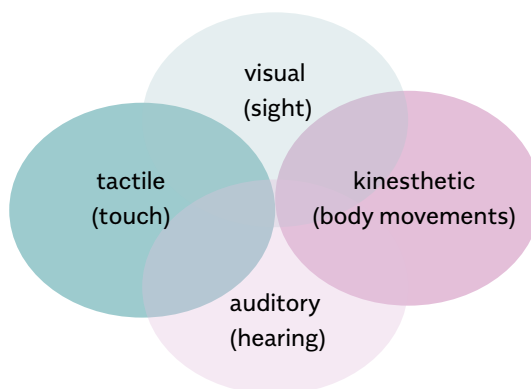 visual
(sight)
tactile
(touch)
kinesthetic
(body movements)
auditory
(hearing)